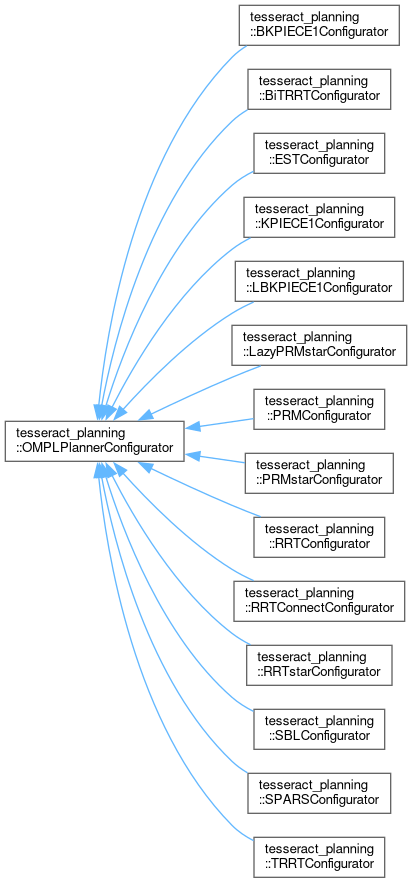 tesseract_planning
::BKPIECE1Configurator
tesseract_planning
::BiTRRTConfigurator
tesseract_planning
::ESTConfigurator
tesseract_planning
::KPIECE1Configurator
tesseract_planning
::LBKPIECE1Configurator
tesseract_planning
::LazyPRMstarConfigurator
tesseract_planning
::PRMConfigurator
tesseract_planning
::OMPLPlannerConfigurator
tesseract_planning
::PRMstarConfigurator
tesseract_planning
::RRTConfigurator
tesseract_planning
::RRTConnectConfigurator
tesseract_planning
::RRTstarConfigurator
tesseract_planning
::SBLConfigurator
tesseract_planning
::SPARSConfigurator
tesseract_planning
::TRRTConfigurator